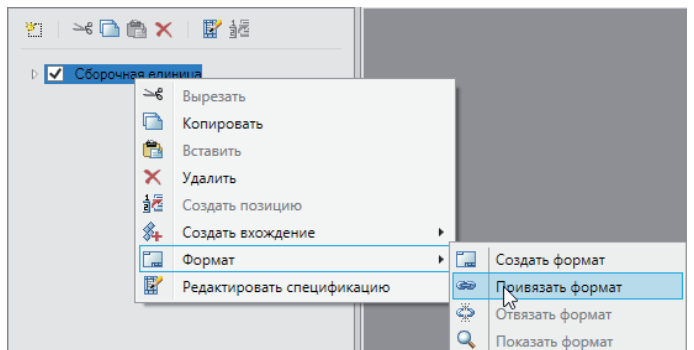 Сборочная единица
Вырезать
Копировать
Вставить
Удалить
Создать позицию
Создать вхождение
Формат
Редактировать спецификацию
Создать формат
Привязать формат
Отвязать формат
Показать формат